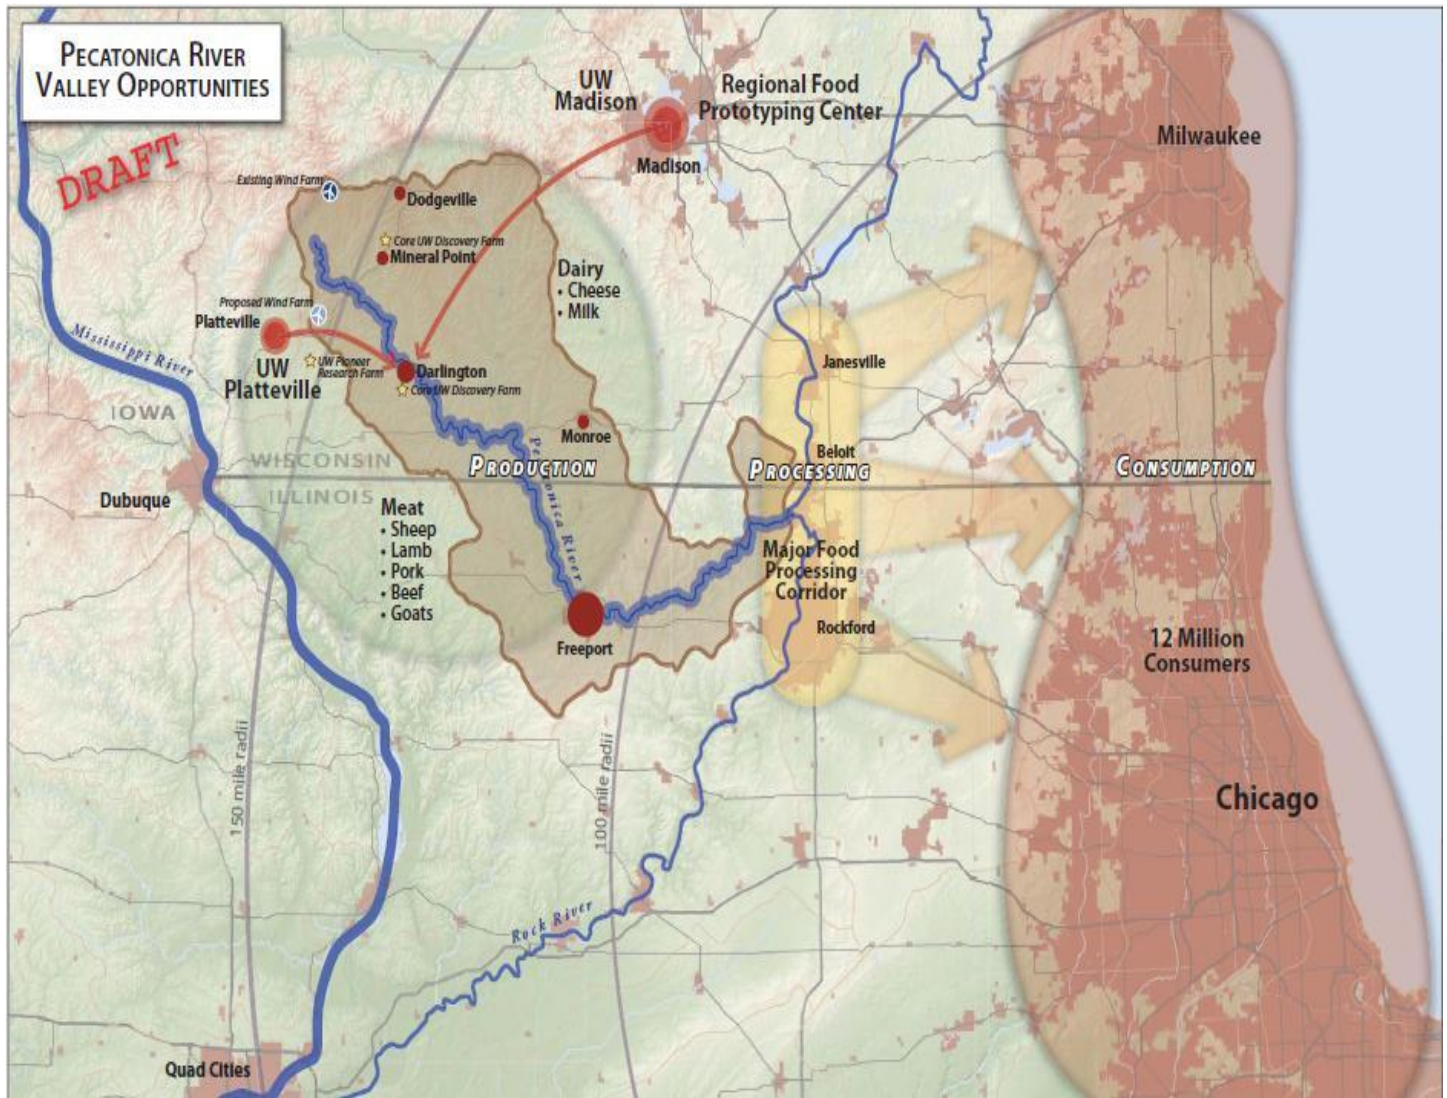 PECATONICA RIVER
VALLEY OPPORTUNITIES
DRAFT
UW
Madison
Regional Food
Prototyping Center
Madison
Milwaukee
Existing Wind Farm
Dodgeville
Core UW Discovery Farm
Mineral Point
Dairy
• Cheese
• Milk
Proposed Wind Farm
Platteville
UW
Platteville
UW Pioneer
Research Farm
Darlington
Core UW Discovery Farm
Mississippi River
Janesville
IOWA
WISCONSIN
ILLINOIS
Monroe
Beloit
PRODUCTION
PROCESSING
CONSUMPTION
Dubuque
Pecatonica River
Meat
• Sheep
• Lamb
• Pork
• Beef
• Goats
Major Food
Processing
Corridor
Rockford
Freeport
12 Million
Consumers
150 mile radii
100 mile radii
Chicago
Rock River
Quad Cities